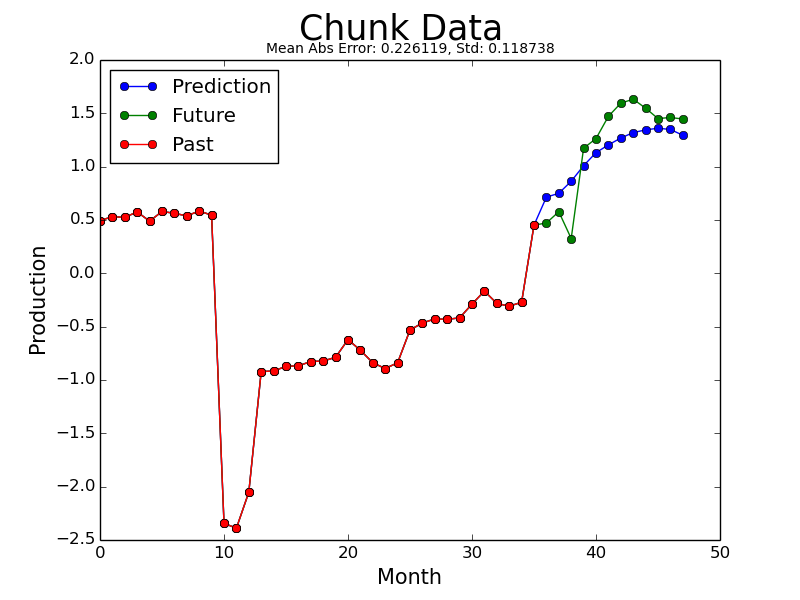 Chunk Data
Mean Abs Error: 0.226119, Std: 0.118738
Prediction
Future
Past
2.0
1.5
1.0
0.5
0.0
−0.5
−1.0
−1.5
−2.0
−2.5
Production
0 10 20 30 40 50
Month